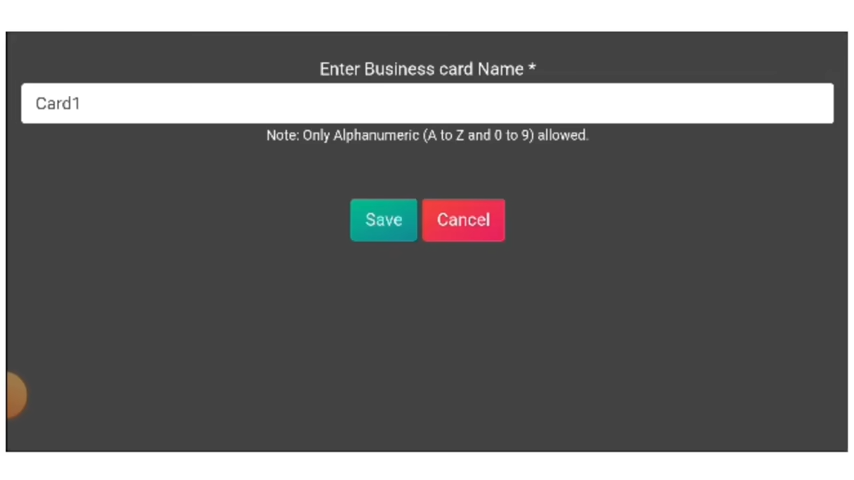 Enter Business card Name *
Card1
Note: Only Alphanumeric (A to Z and 0 to 9) allowed.
Save Cancel